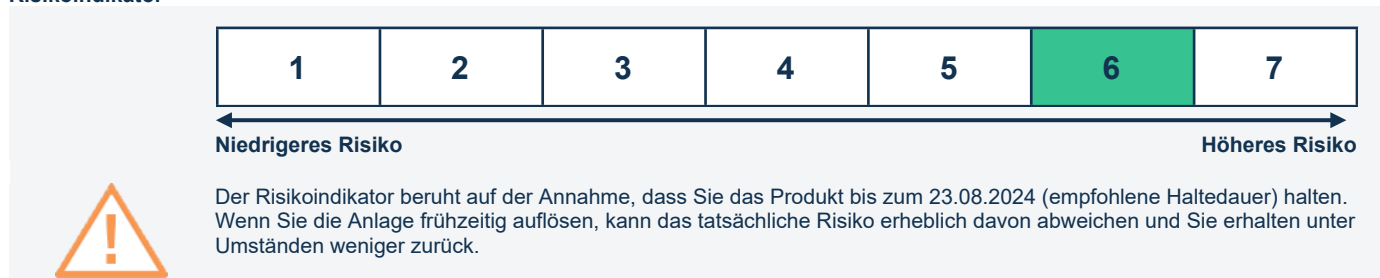 Risikoindikator
1 2 3 4 5 6 7
Niedrigeres Risiko Höheres Risiko
Der Risikoindikator beruht auf der Annahme, dass Sie das Produkt bis zum 23.08.2024 (empfohlene Haltedauer) halten.
Wenn Sie die Anlage frühzeitig auflösen, kann das tatsächliche Risiko erheblich davon abweichen und Sie erhalten unter
Umständen weniger zurück.